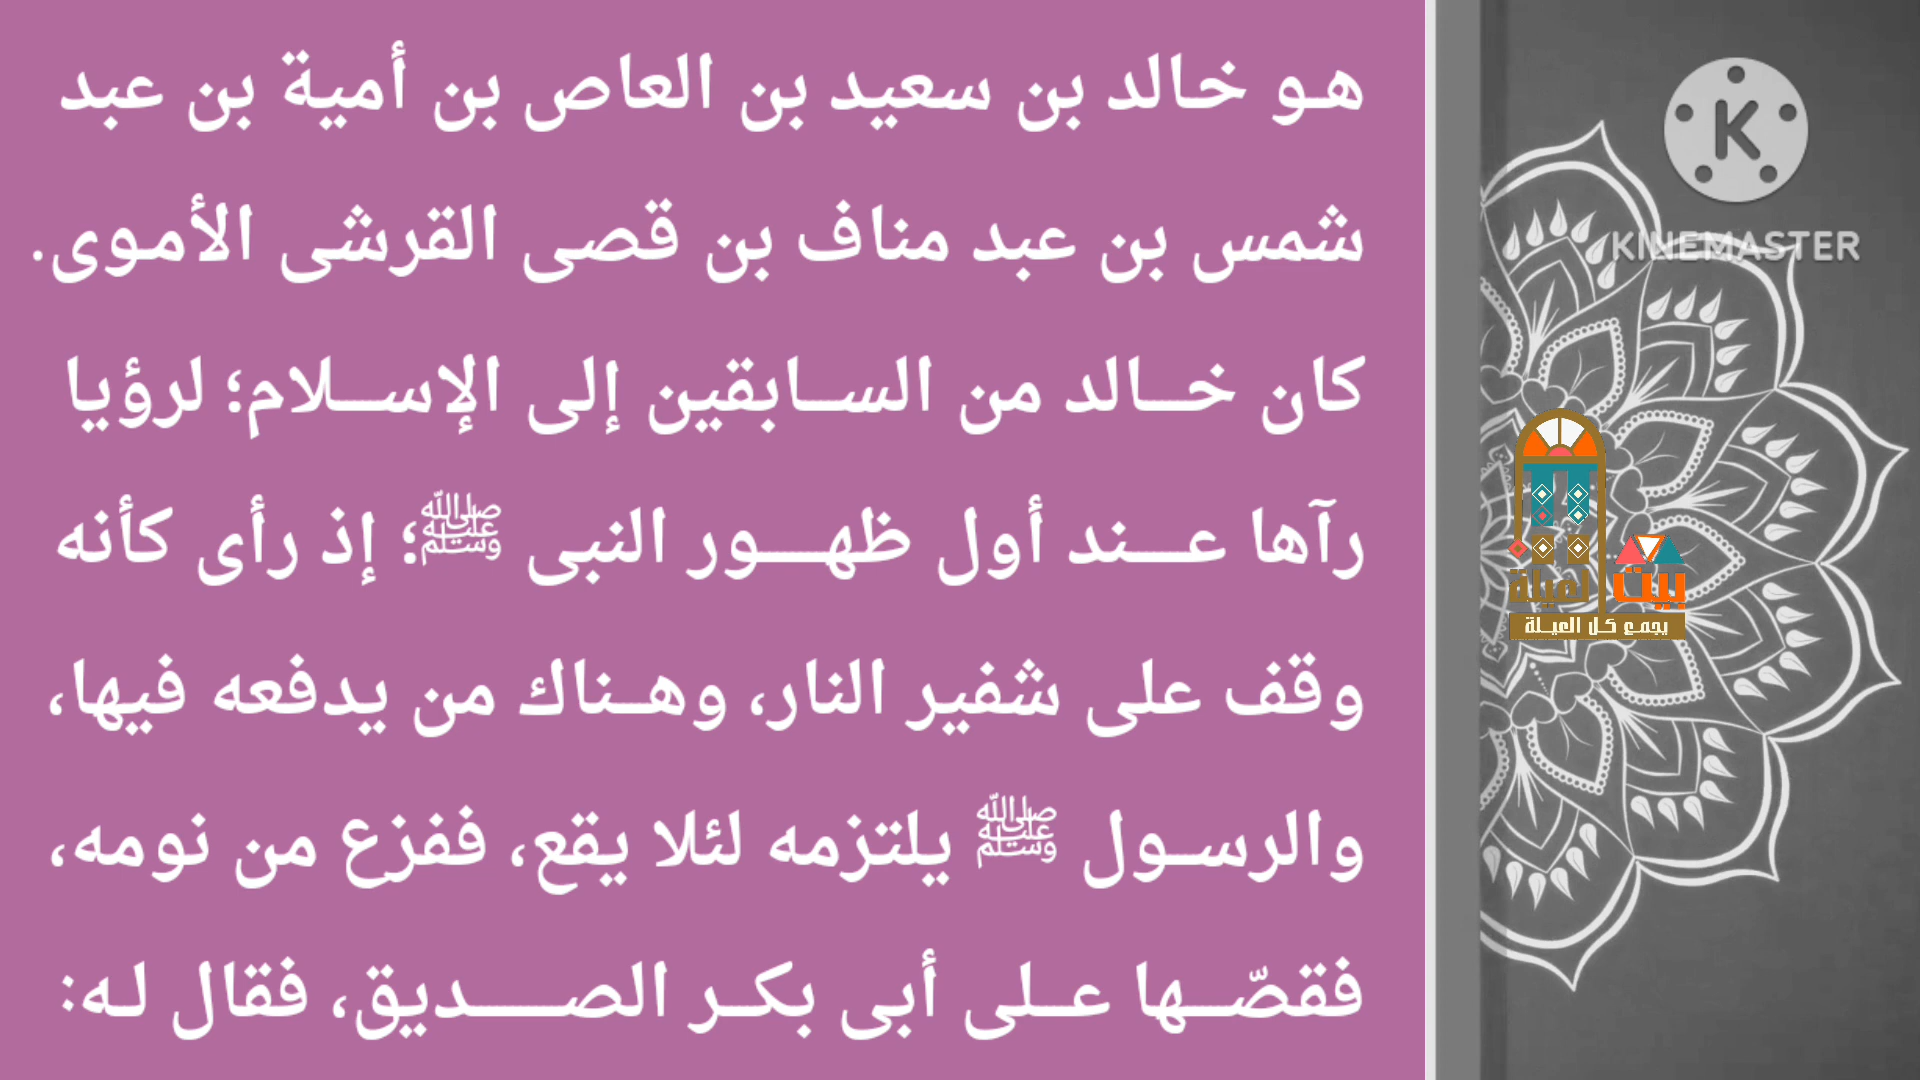 هو خالد بن سعيد بن العاص بن أمية بن عبد
شمس بن عبد مناف بن قصى القرشى الأموى.
كان خالد من السابقين إلى الإسلام؛ لرؤيا
رآها عند أول ظهور النبى ﷺ؛ إذ رأى كأنه
وقف على شفير النار، وهناك من يدفعه فيها،
والرسول ﷺ يلتزمه لئلا يقع، ففزع من نومه،
فقصّها على أبى بكر الصديق، فقال له:
K
KINEMASTER
بيت لعيلة
يجمع كل العيلة